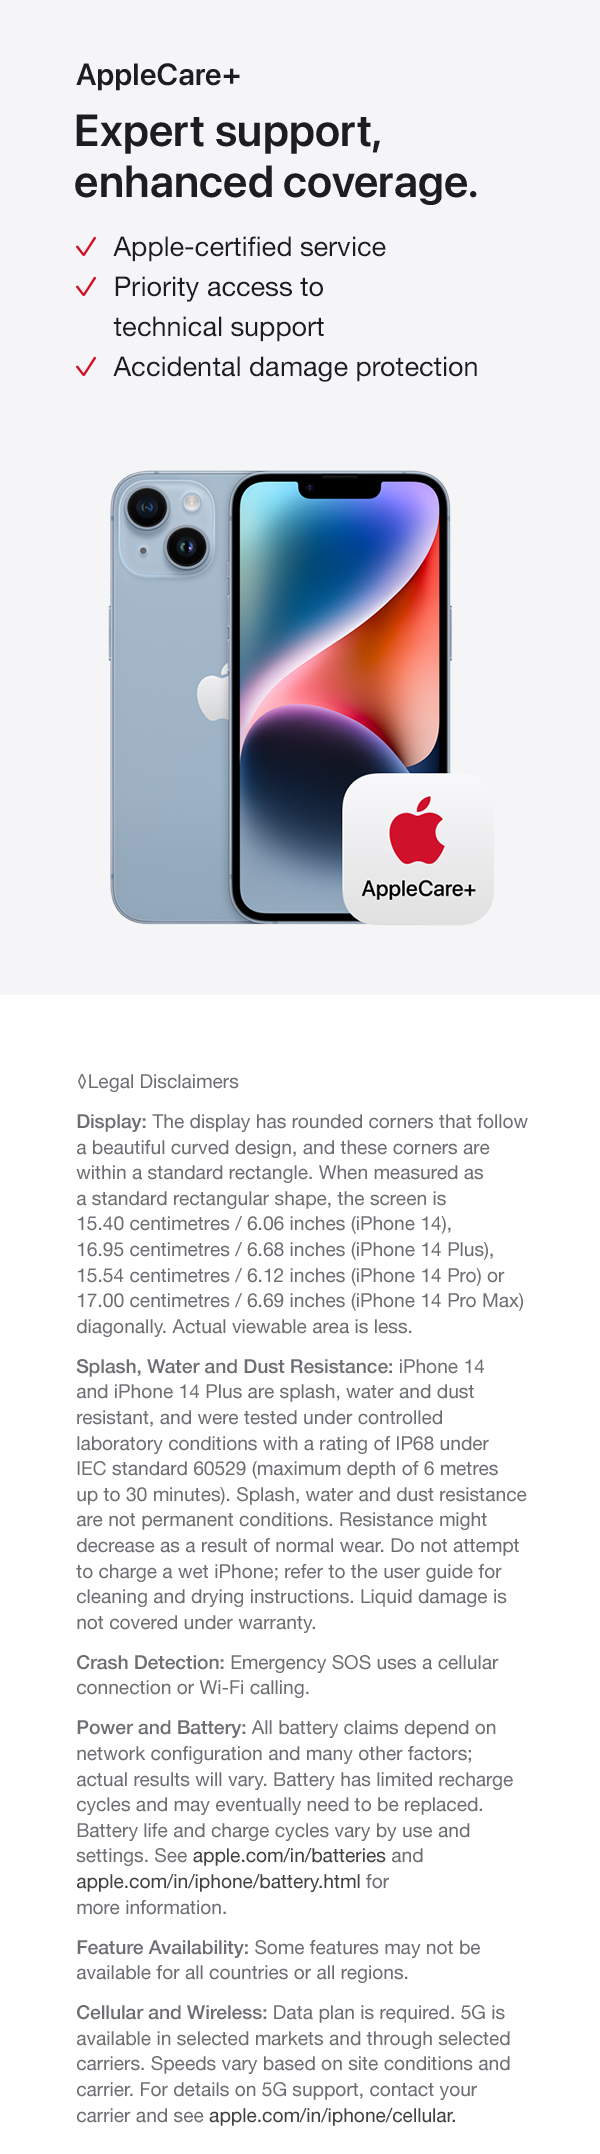 AppleCare+
Expert support,
enhanced coverage.
✓ Apple-certified service
✓ Priority access to
technical support
✓ Accidental damage protection
AppleCare+
◊Legal Disclaimers
Display: The display has rounded corners that follow
a beautiful curved design, and these corners are
within a standard rectangle. When measured as
a standard rectangular shape, the screen is
15.40 centimetres / 6.06 inches (iPhone 14),
16.95 centimetres / 6.68 inches (iPhone 14 Plus),
15.54 centimetres / 6.12 inches (iPhone 14 Pro) or
17.00 centimetres / 6.69 inches (iPhone 14 Pro Max)
diagonally. Actual viewable area is less.
Splash, Water and Dust Resistance: iPhone 14
and iPhone 14 Plus are splash, water and dust
resistant, and were tested under controlled
laboratory conditions with a rating of IP68 under
IEC standard 60529 (maximum depth of 6 metres
up to 30 minutes). Splash, water and dust resistance
are not permanent conditions. Resistance might
decrease as a result of normal wear. Do not attempt
to charge a wet iPhone; refer to the user guide for
cleaning and drying instructions. Liquid damage is
not covered under warranty.
Crash Detection: Emergency SOS uses a cellular
connection or Wi-Fi calling.
Power and Battery: All battery claims depend on
network configuration and many other factors;
actual results will vary. Battery has limited recharge
cycles and may eventually need to be replaced.
Battery life and charge cycles vary by use and
settings. See apple.com/in/batteries and
apple.com/in/iphone/battery.html for
more information.
Feature Availability: Some features may not be
available for all countries or all regions.
Cellular and Wireless: Data plan is required. 5G is
available in selected markets and through selected
carriers. Speeds vary based on site conditions and
carrier. For details on 5G support, contact your
carrier and see apple.com/in/iphone/cellular.